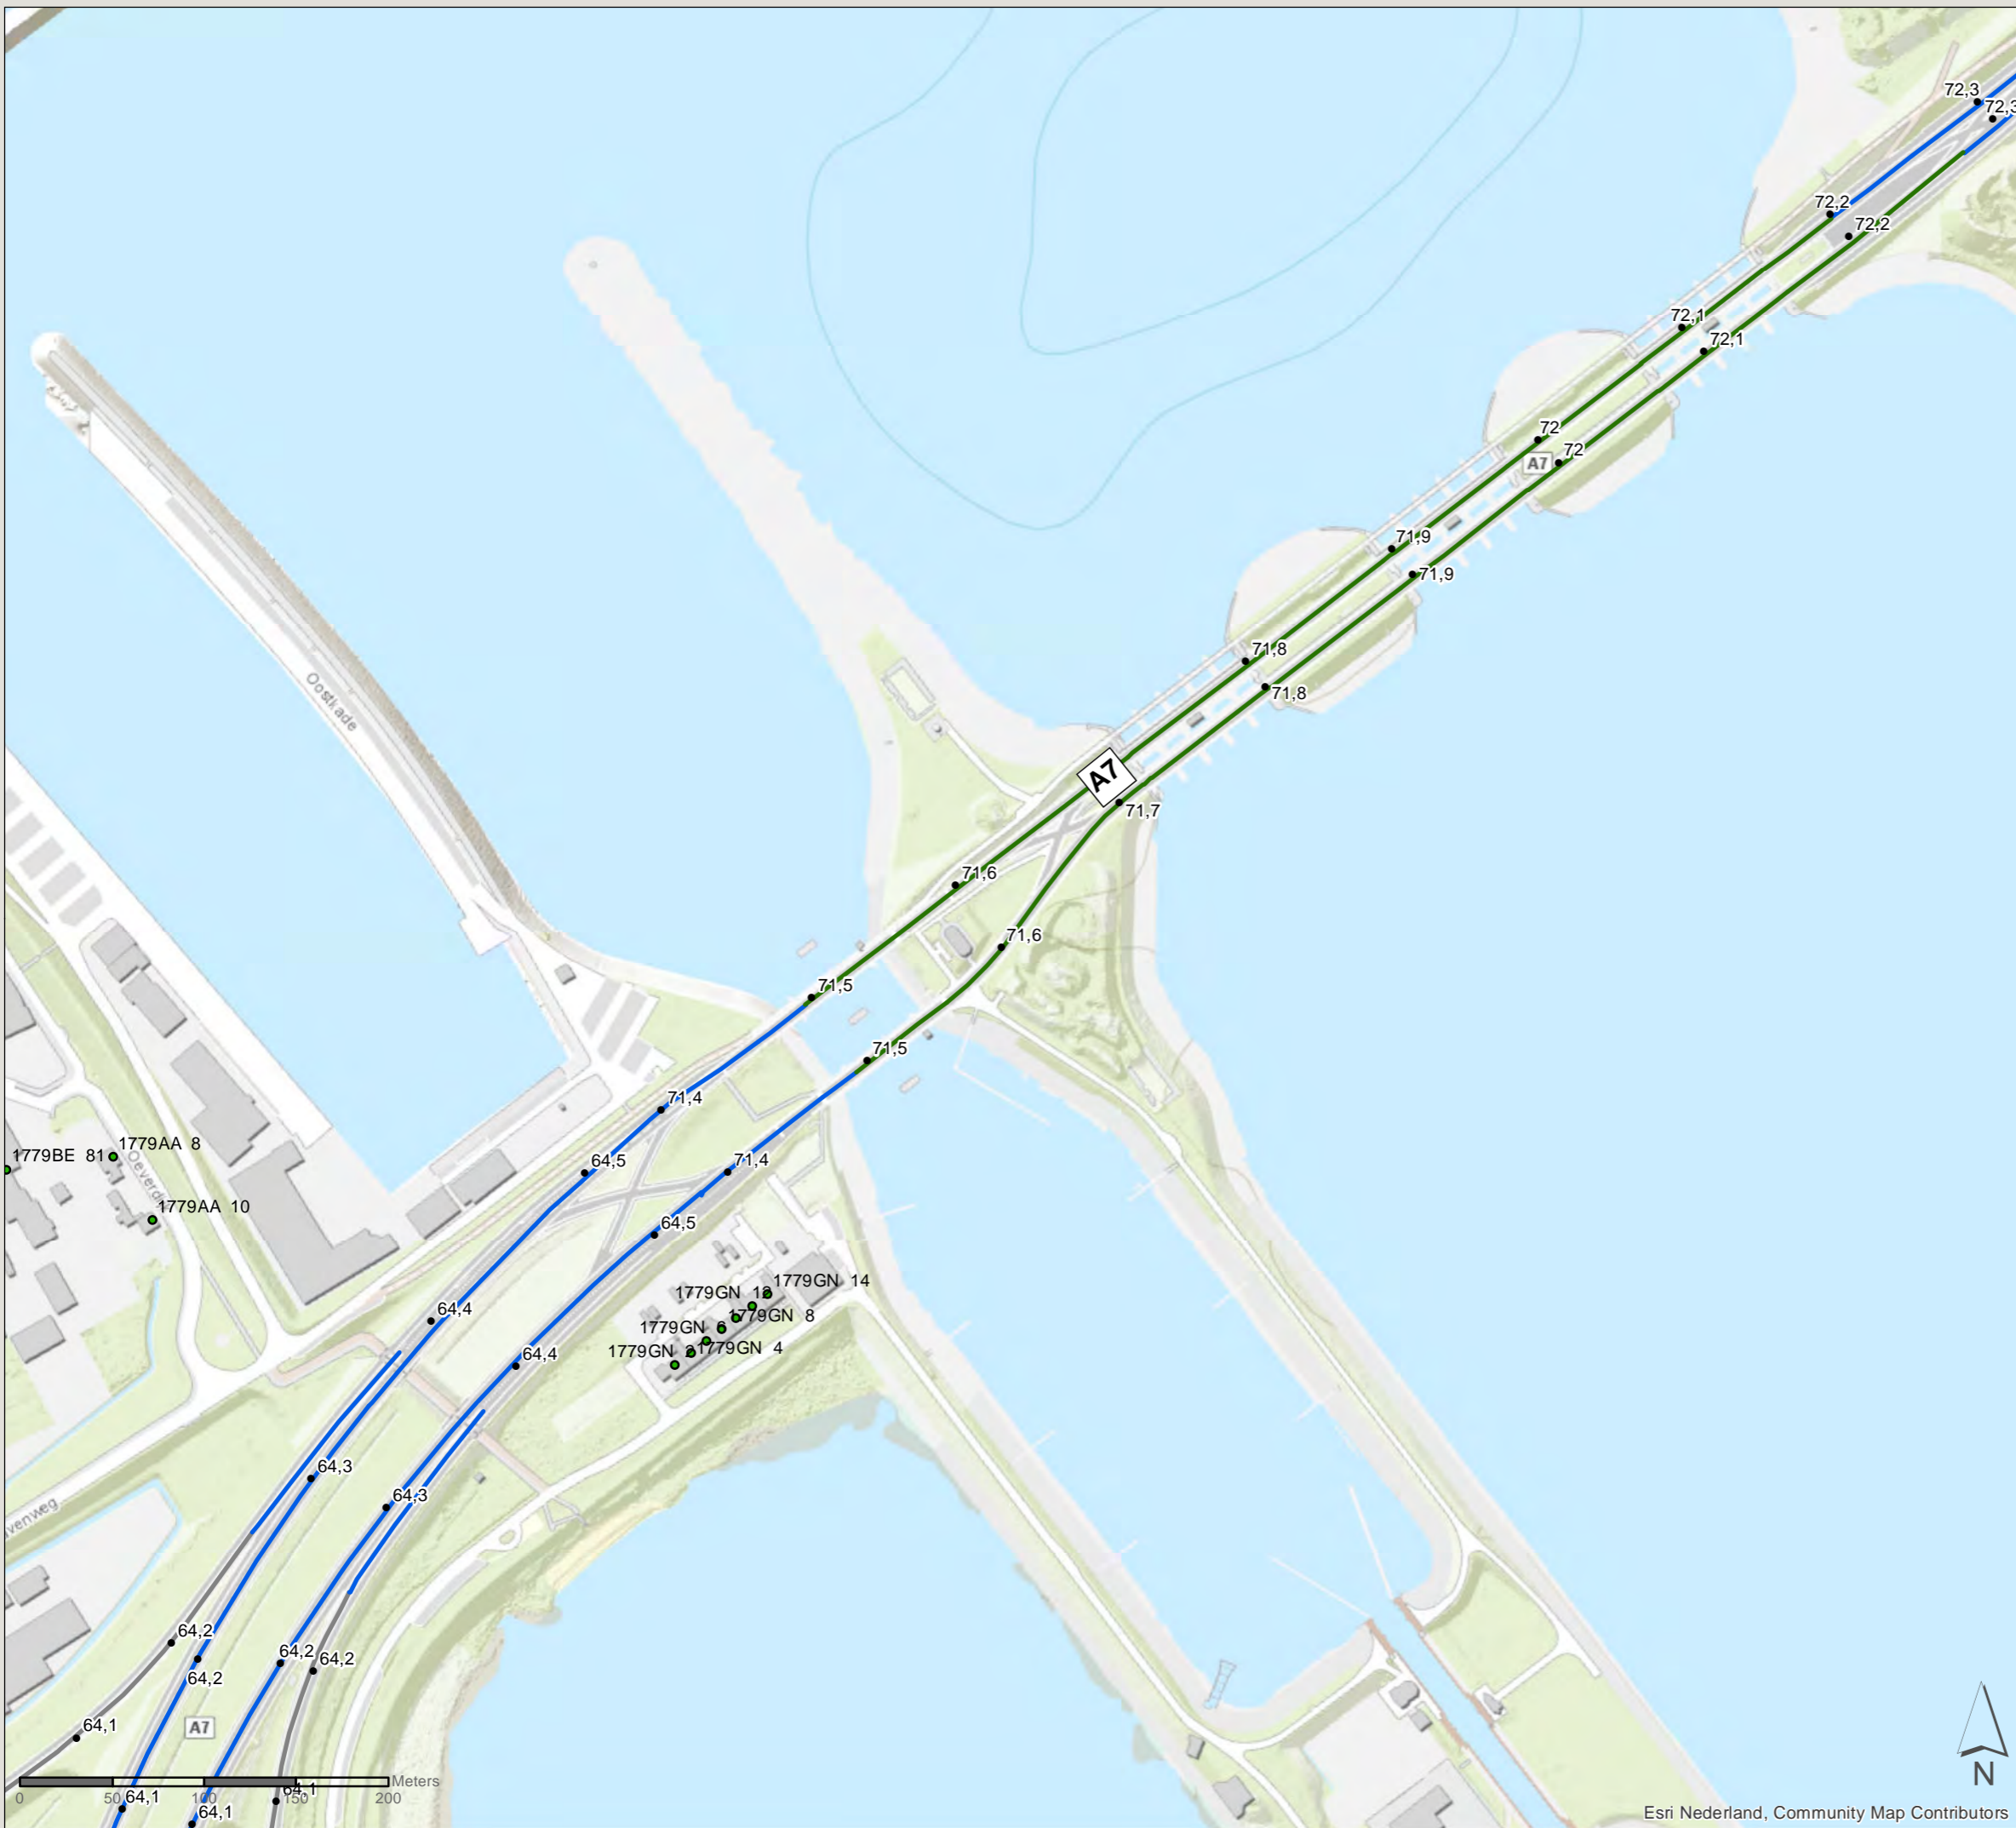 72,3
72,3
72,2
72,2
72,1
72,1
72
A7
72
71,9
71,9
71,8
71,8
Oostkade
A7
71,7
71,6
71,6
71,5
71,5
71,4
1779AA 8
1779BE 81
64,5
71,4
1779AA 10
64,5
1779GN 14
1779GN 12
64,4
1779GN 8
1779GN 6
64,4
1779GN 2
1779GN 4
64,3
64,3
venweg
64,2
64,2
64,2
64,2
64,1
A7
Meters
0 50 100 150 200
64,1
64,1
64,1
N
Esri Nederland, Community Map Contributors